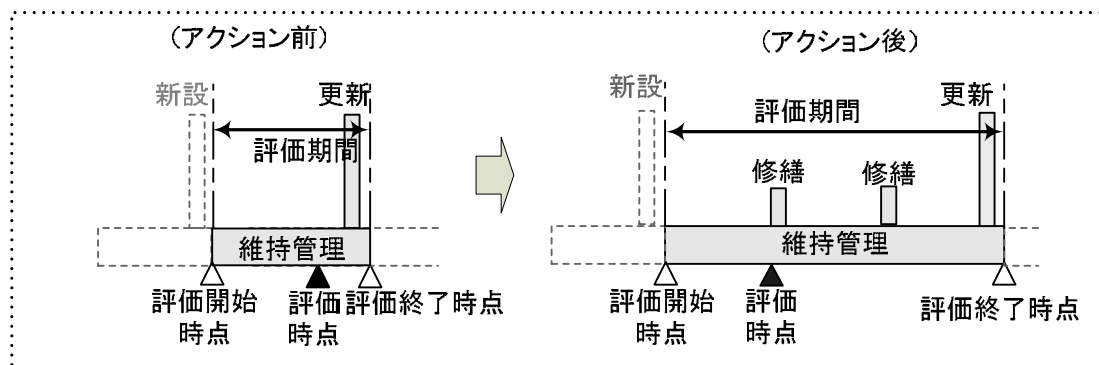 （アクション前）
新設
更新
評価期間
維持管理
評価開始
時点
評価
時点
評価終了時点
（アクション後）
新設
更新
評価期間
修繕
修繕
維持管理
評価開始
時点
評価
時点
評価終了時点